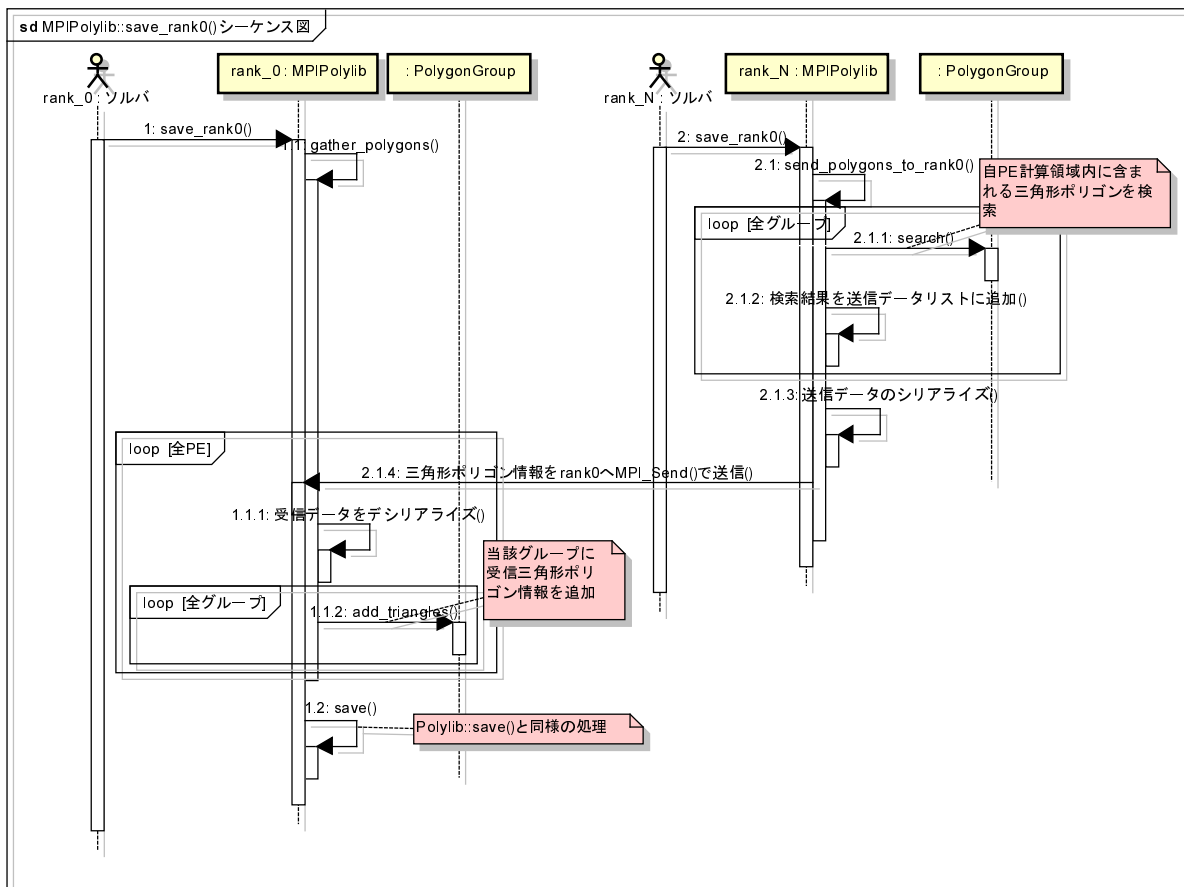 sd MPIPolylib::save_rank0()シーケンス図
rank_0 : ソルバ
rank_0 : MPIPolylib
: PolygonGroup
rank_N : ソルバ
rank_N : MPIPolylib
: PolygonGroup
1: save_rank0()
1.1: gather_polygons()
2: save_rank0()
2.1: send_polygons_to_rank0()
自PE計算領域内に含ま
れる三角形ポリゴンを検
索
loop [全グループ]
2.1.1: search()
2.1.2: 検索結果を送信データリストに追加()
2.1.3: 送信データのシリアライズ()
loop [全PE]
2.1.4: 三角形ポリゴン情報をrank0へMPI_Send()で送信()
1.1.1: 受信データをデシリアライズ()
当該グループに
受信三角形ポリ
ゴン情報を追加
loop [全グループ]
1.1.2: add_triangles()
1.2: save()
Polylib::save()と同様の処理